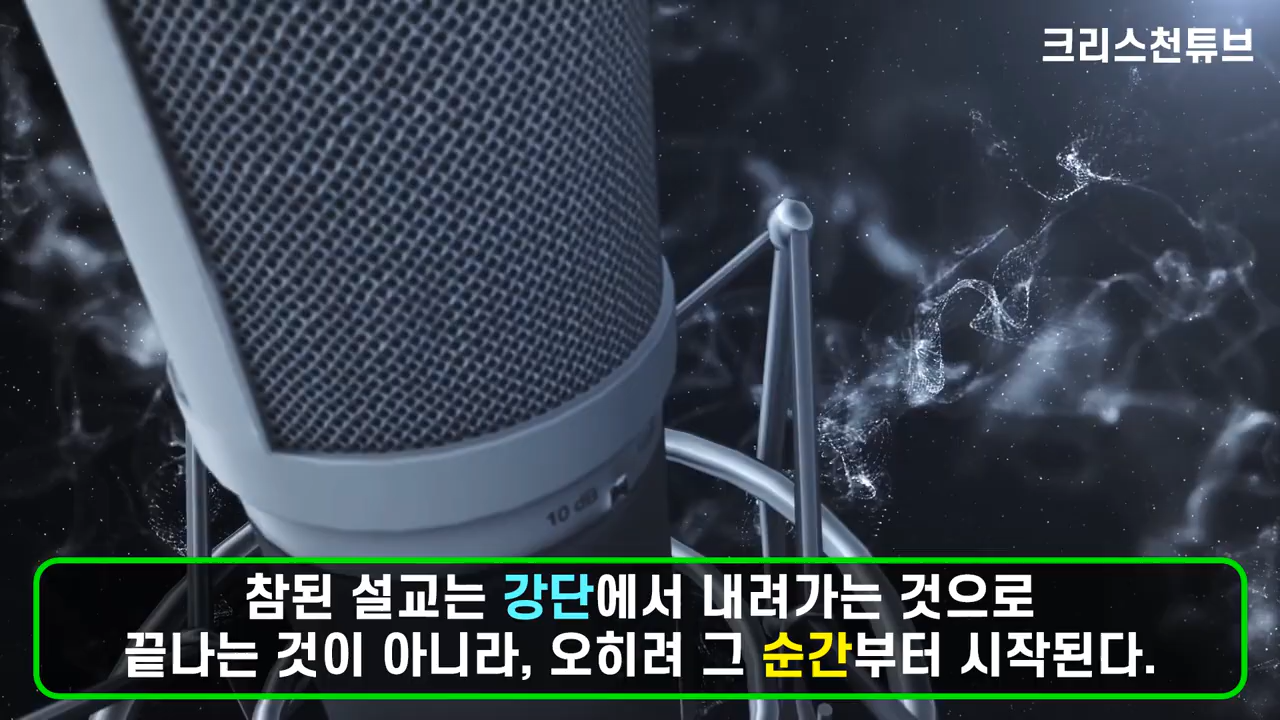 크리스천튜브
10 dB
참된 설교는 강단에서 내려가는 것으로
끝나는 것이 아니라, 오히려 그 순간부터 시작된다.